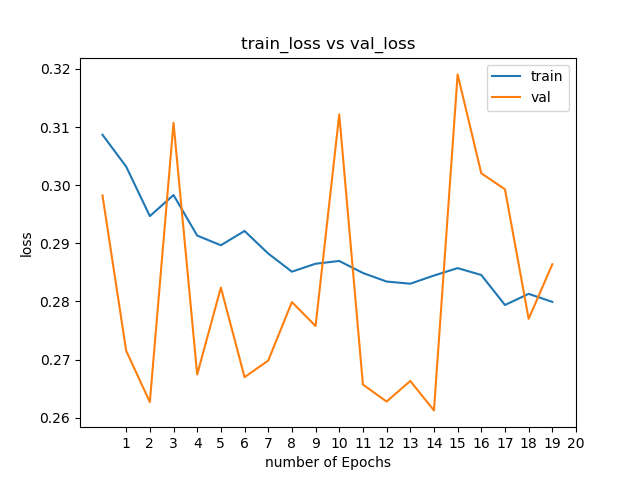 train_loss vs val_loss
train
val
loss
0.32
0.31
0.30
0.29
0.28
0.27
0.26
1 2 3 4 5 6 7 8 9 10 11 12 13 14 15 16 17 18 19 20
number of Epochs